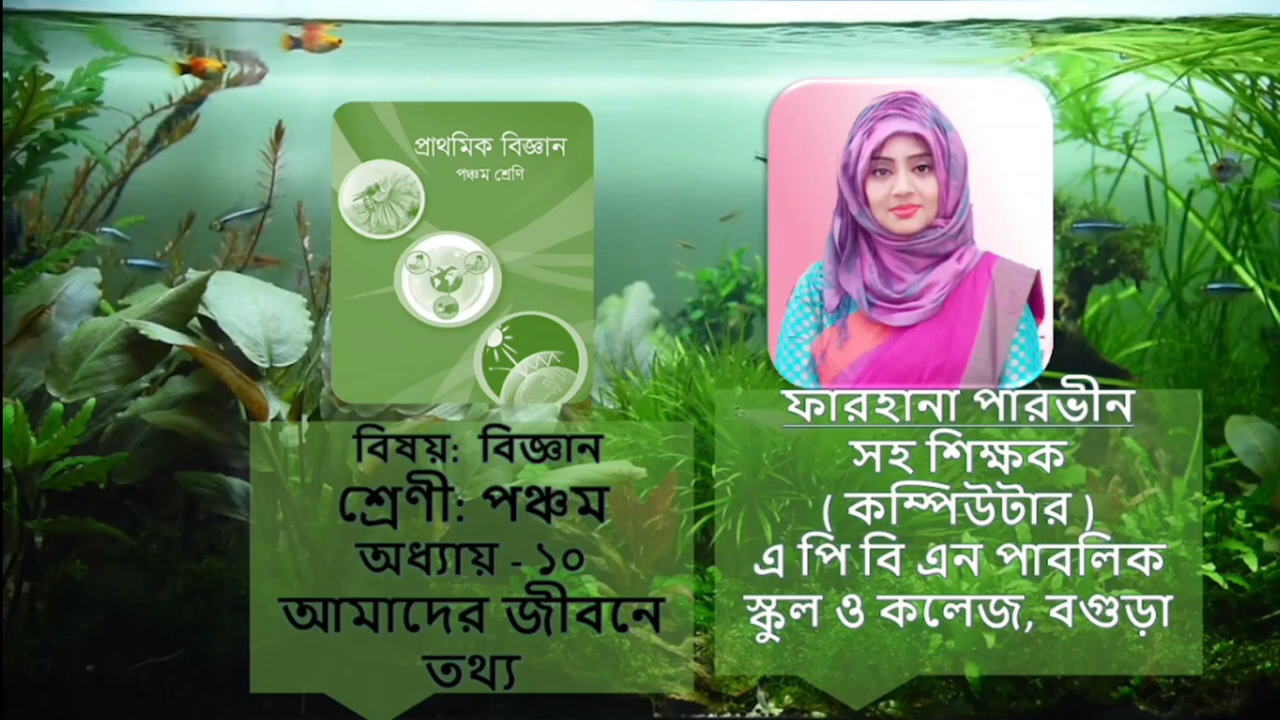 প্রাথমিক বিজ্ঞান
পঞ্চম শ্রেণি
বিষয়: বিজ্ঞান
শ্রেণী: পঞ্চম
অধ্যায় - ১০
আমাদের জীবনে
তথ্য
ফারহানা পারভীন
সহ শিক্ষক
( কম্পিউটার )
এ পি বি এন পাবলিক
স্কুল ও কলেজ, বগুড়া